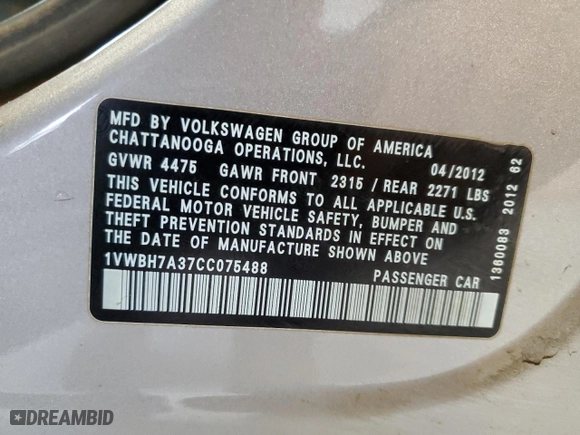 MFD BY VOLKSWAGEN GROUP OF AMERICA
CHATTANOOGA OPERATIONS, LLC. 04/2012
GVWR 4475 GAWR FRONT 2315 / REAR 2271 LBS
THIS VEHICLE CONFORMS TO ALL APPLICABLE U.S.
FEDERAL MOTOR VEHICLE SAFETY, BUMPER AND
THEFT PREVENTION STANDARDS IN EFFECT ON
THE DATE OF MANUFACTURE SHOWN ABOVE
1VWBH7A37CC075488 PASSENGER CAR
1360083 2012 62
DREAMBID